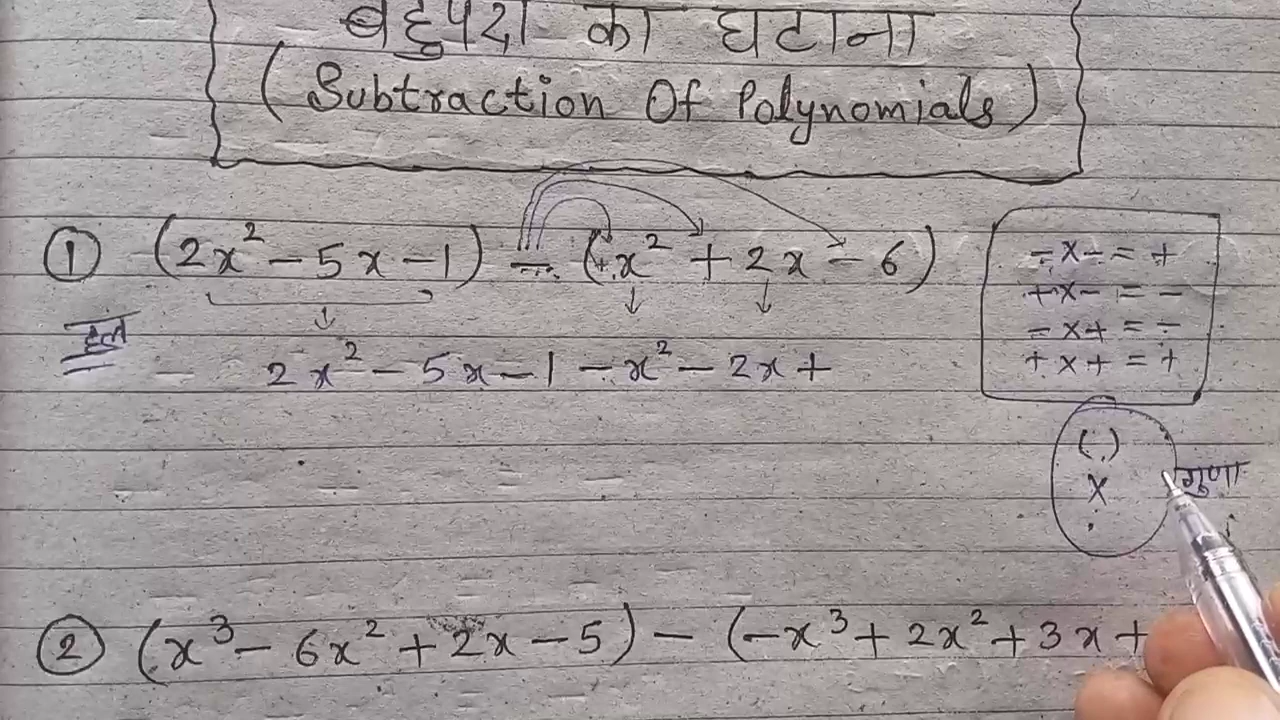 बहुपदों का घटाना
(Subtraction Of Polynomials)
① (2x² - 5x - 1) - (+x² + 2x - 6)
- x - = +
+ x - = -
- x + = -
+ x + = +
हल
2x² - 5x - 1 - x² - 2x +
( )
x गुणा
.
② (x³ - 6x² + 2x - 5) - (-x³ + 2x² + 3x +